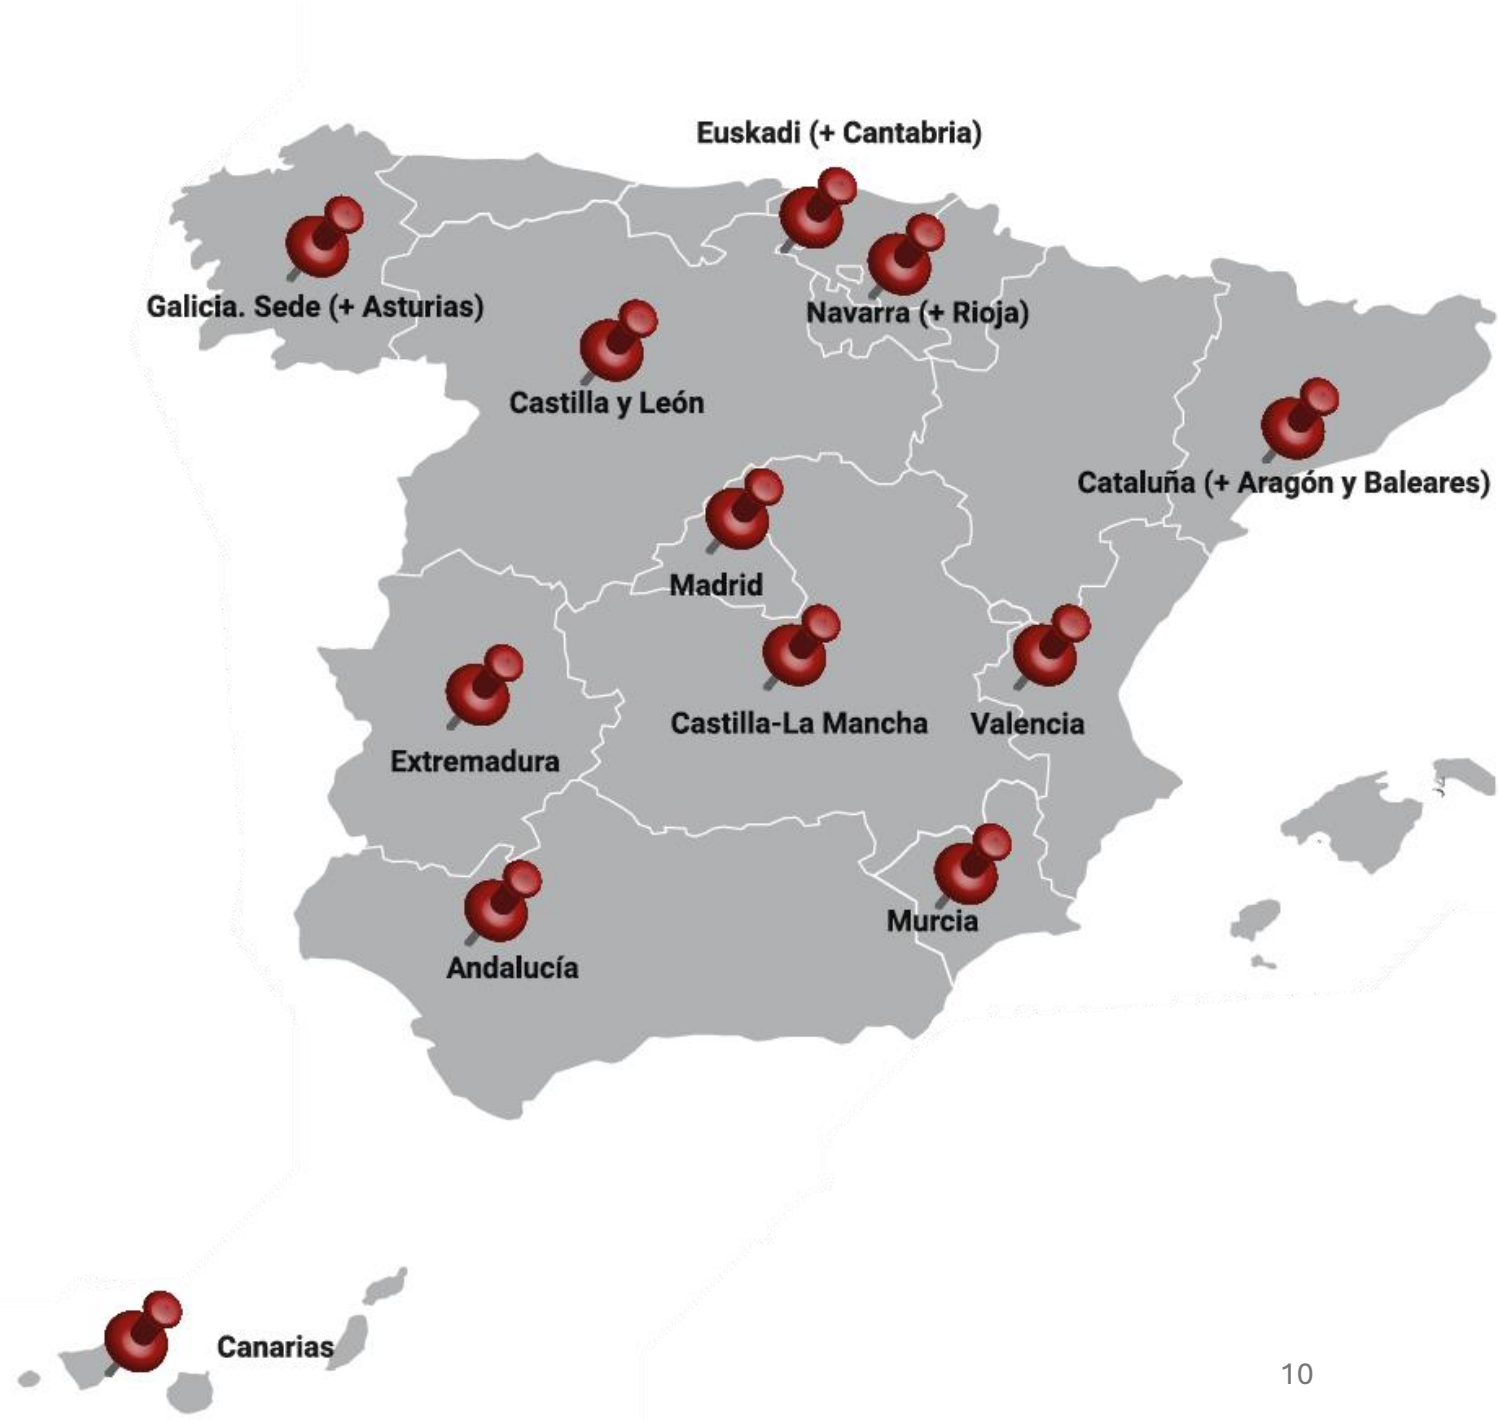 Euskadi (+ Cantabria)
Galicia. Sede (+ Asturias)
Navarra (+ Rioja)
Castilla y León
Cataluña (+ Aragón y Baleares)
Madrid
Castilla-La Mancha
Valencia
Extremadura
Murcia
Andalucía
Canarias
10